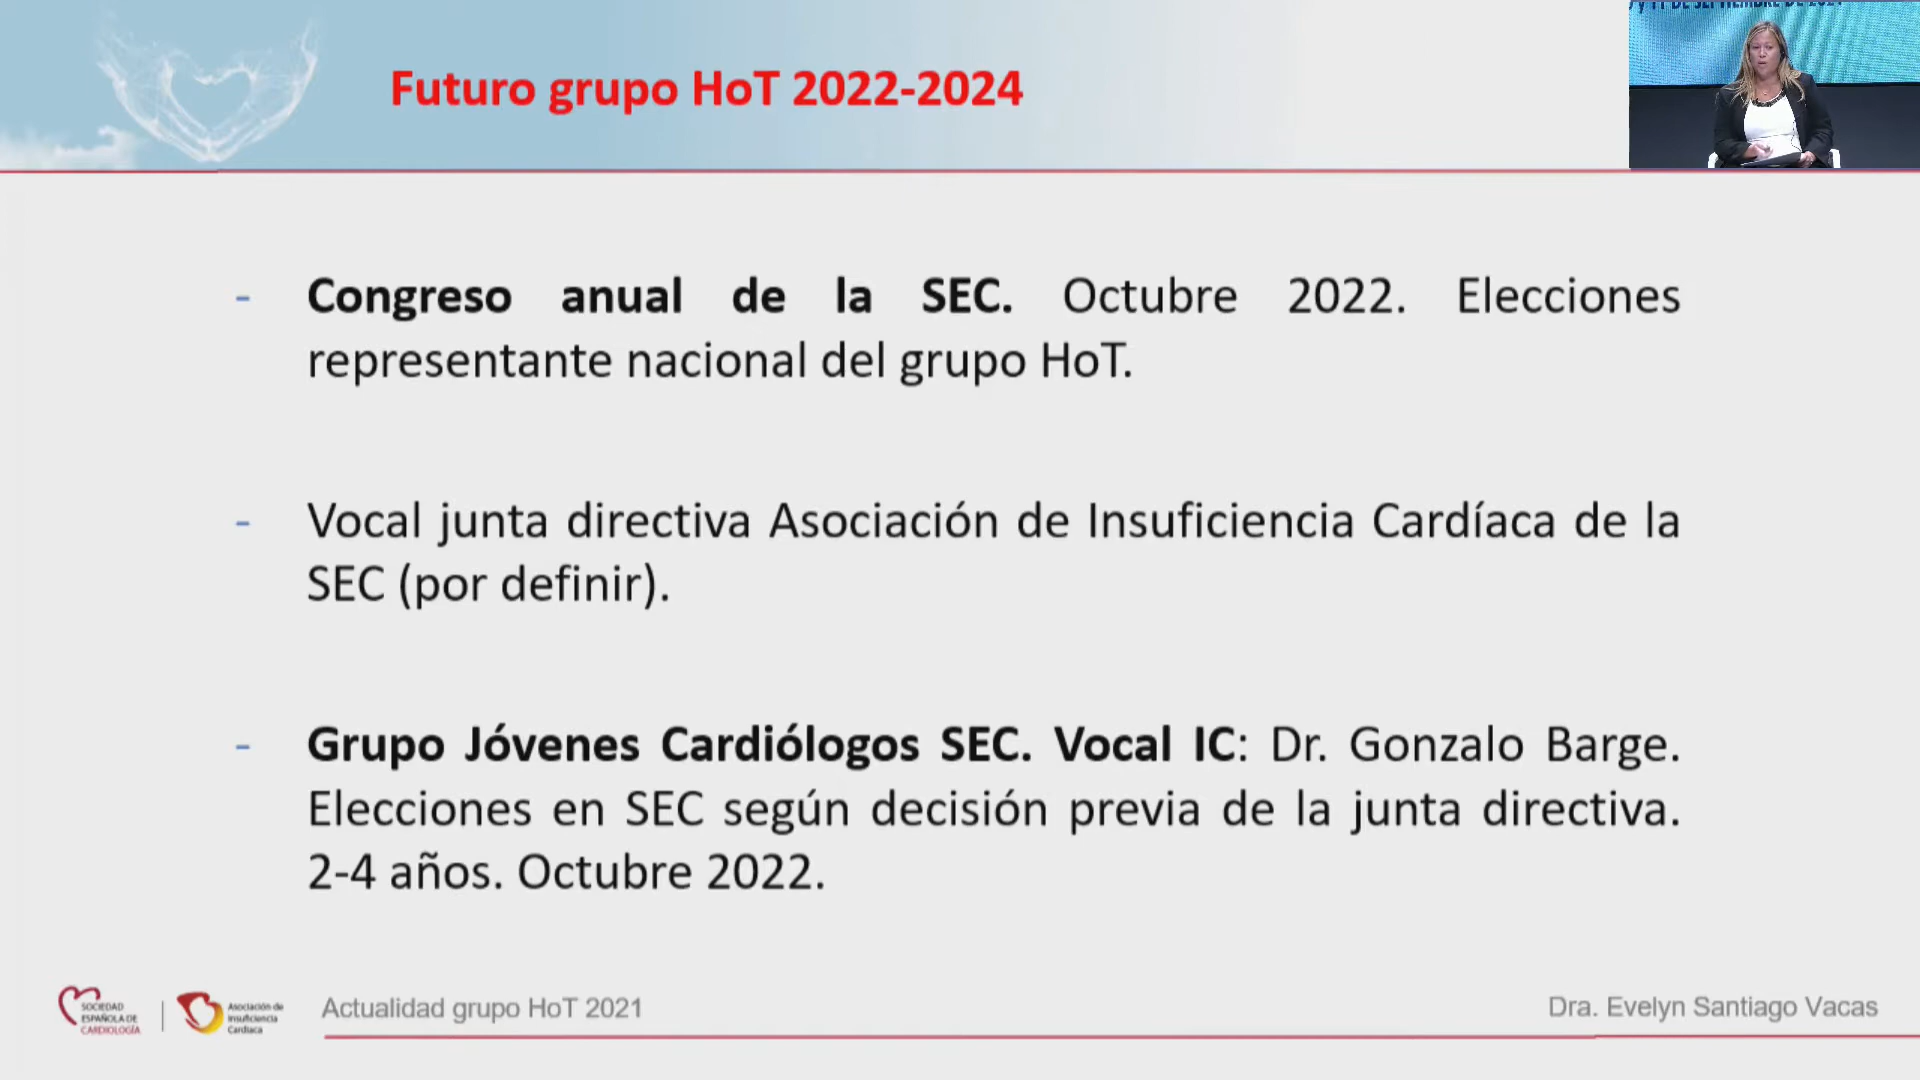 Futuro grupo HoT 2022-2024
- Congreso anual de la SEC. Octubre 2022. Elecciones
representante nacional del grupo HoT.
- Vocal junta directiva Asociación de Insuficiencia Cardíaca de la
SEC (por definir).
- Grupo Jóvenes Cardiólogos SEC. Vocal IC: Dr. Gonzalo Barge.
Elecciones en SEC según decisión previa de la junta directiva.
2-4 años. Octubre 2022.
SOCIEDAD
ESPAÑOLA DE
CARDIOLOGÍA
Asociación de
Insuficiencia
Cardiaca
Actualidad grupo HoT 2021
Dra. Evelyn Santiago Vacas